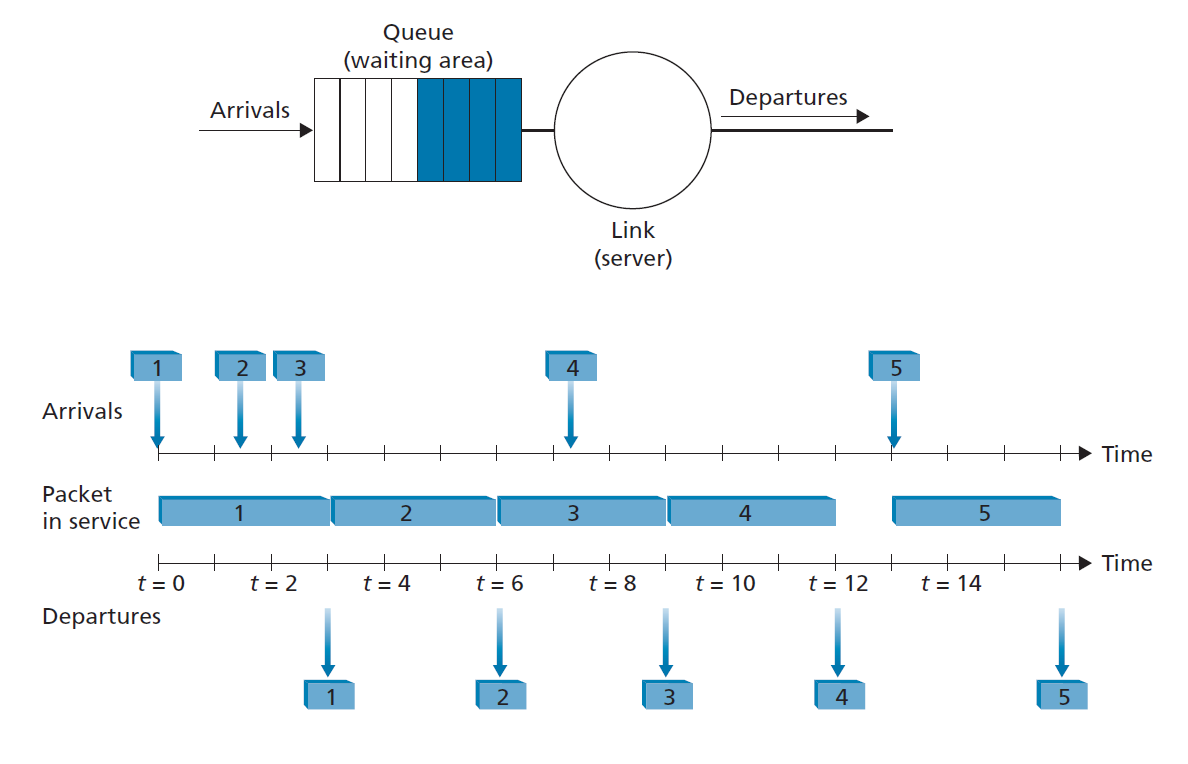 Queue
(waiting area)
Arrivals
Departures
Link
(server)
1 2 3 4 5
Arrivals
Time
Packet
in service
1 2 3 4 5
Time
t = 0 t = 2 t = 4 t = 6 t = 8 t = 10 t = 12 t = 14
Departures
1 2 3 4 5